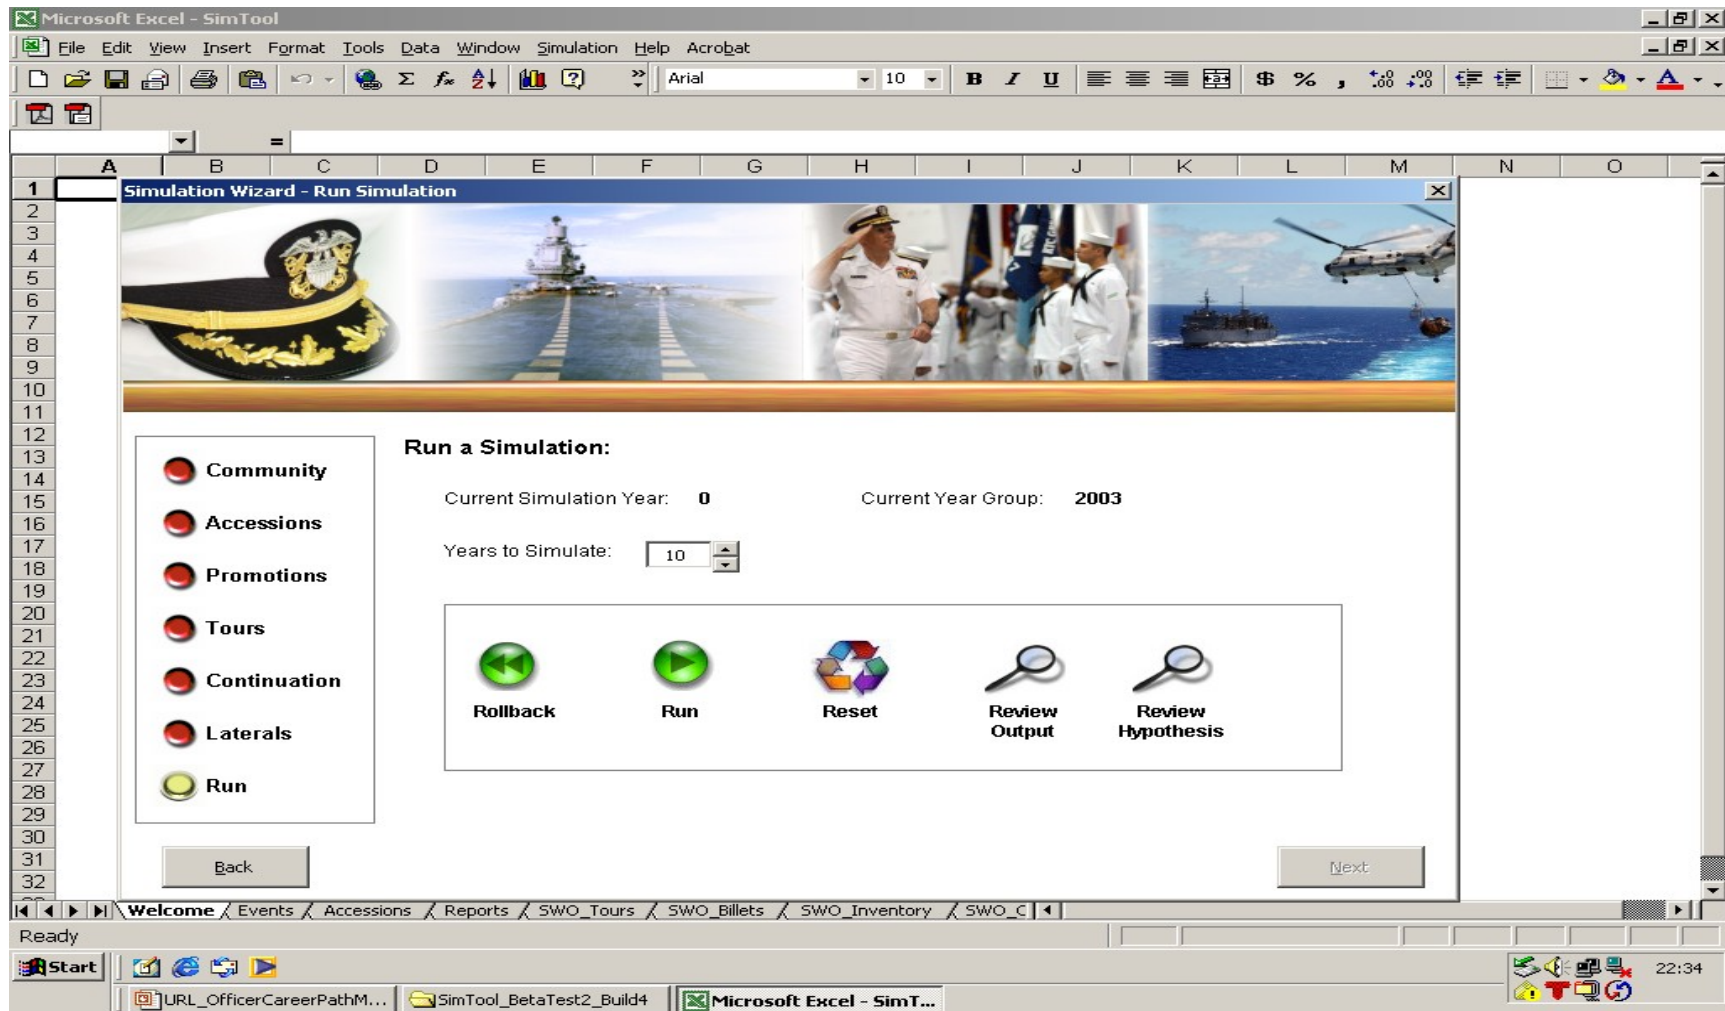 Microsoft Excel - SimTool
File Edit View Insert Format Tools Data Window Simulation Help Acrobat
Arial 10 B I U $ % ,
=
A B C D E F G H I J K L M N O
1
2
3
4
5
6
7
8
9
10
11
12
13
14
15
16
17
18
19
20
21
22
23
24
25
26
27
28
29
30
31
32
Simulation Wizard - Run Simulation
Community
Accessions
Promotions
Tours
Continuation
Laterals
Run
Run a Simulation:
Current Simulation Year: 0 Current Year Group: 2003
Years to Simulate: 10
Rollback Run Reset Review Output Review Hypothesis
Back Next
Welcome Events Accessions Reports SWO_Tours SWO_Billets SWO_Inventory SWO_C
Ready
Start 22:34
URL_OfficerCareerPathM... SimTool_BetaTest2_Build4 Microsoft Excel - SimT...